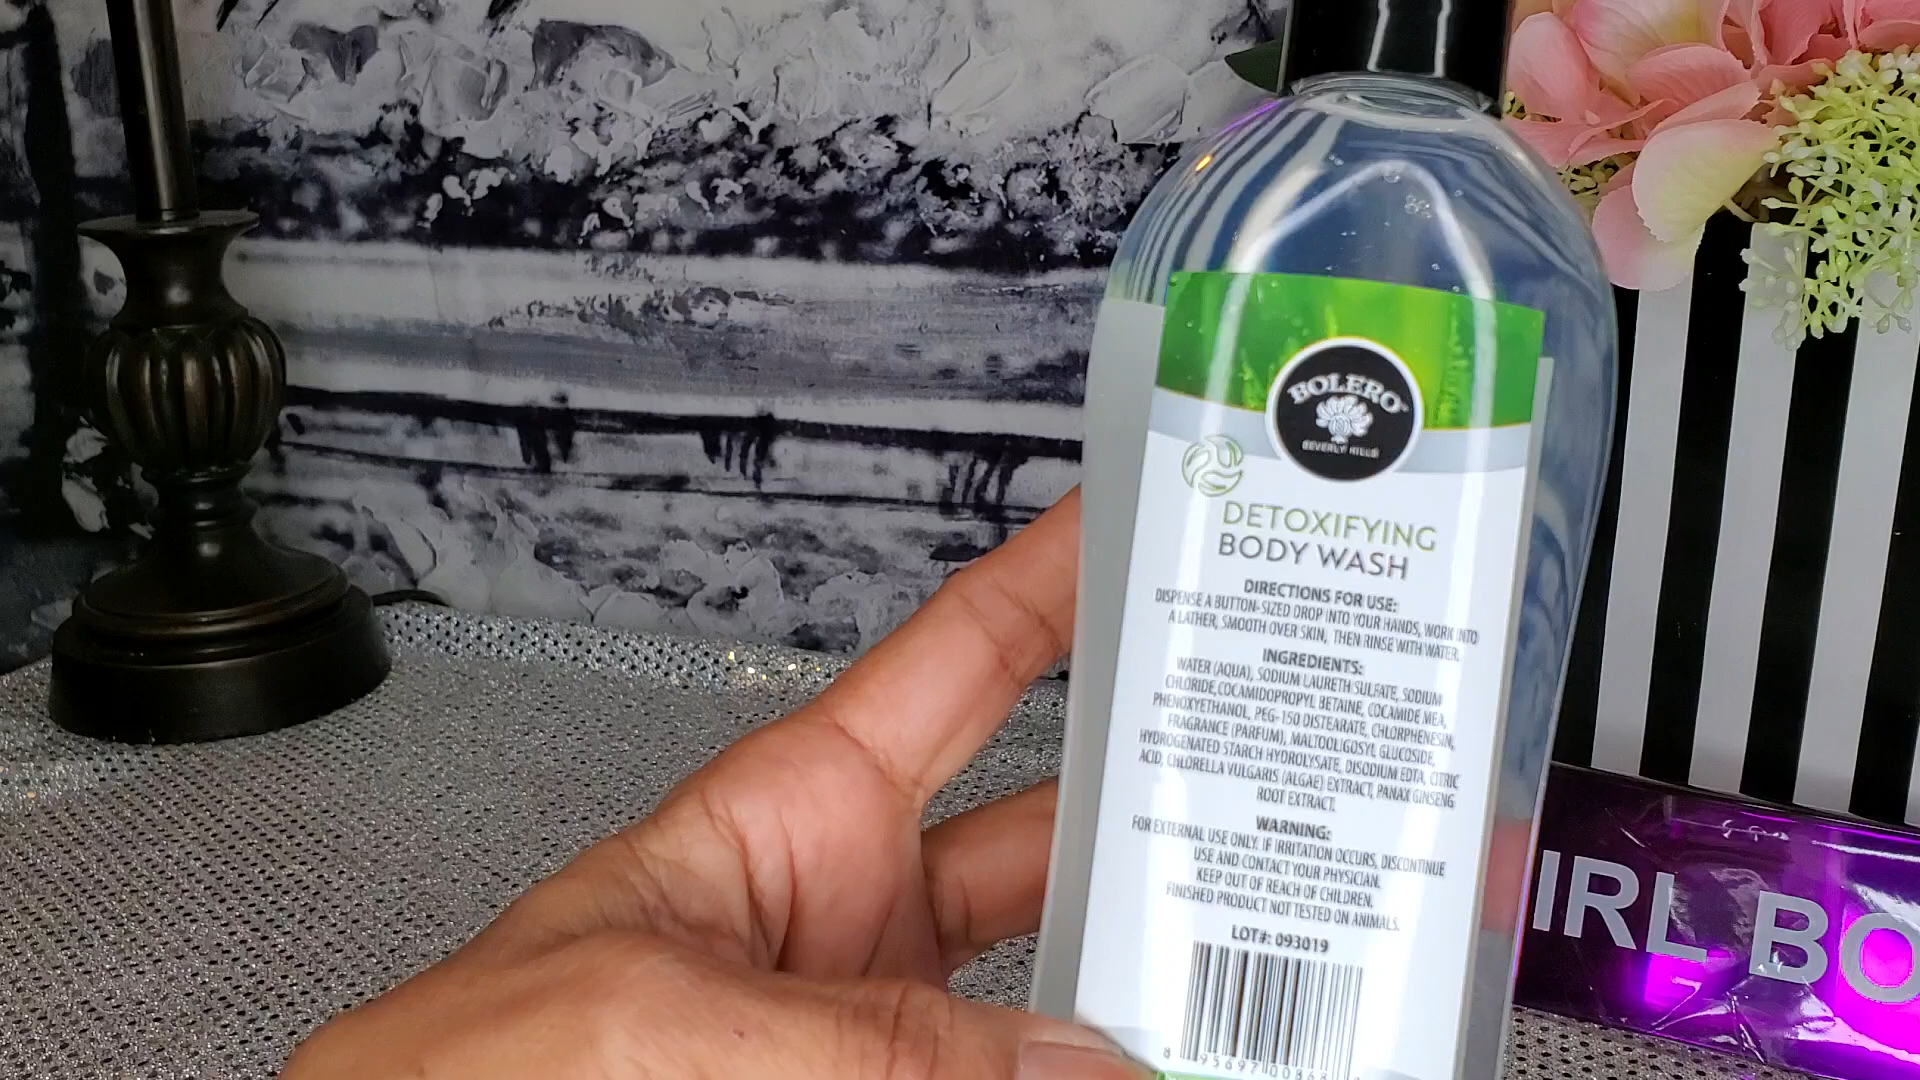 BOLERO
BEVERLY HILLS
DETOXIFYING
BODY WASH
DIRECTIONS FOR USE:
DISPENSE A BUTTON-SIZED DROP INTO YOUR HANDS, WORK INTO
A LATHER, SMOOTH OVER SKIN, THEN RINSE WITH WATER.
INGREDIENTS:
WATER (AQUA), SODIUM LAURETH SULFATE, SODIUM
CHLORIDE, COCAMIDOPROPYL BETAINE, COCAMIDE MEA,
PHENOXYETHANOL, PEG-150 DISTEARATE, CHLORPHENESIN,
FRAGRANCE (PARFUM), MALTOOLIGOSYL GLUCOSIDE,
HYDROGENATED STARCH HYDROLYSATE, DISODIUM EDTA, CITRIC
ACID, CHLORELLA VULGARIS (ALGAE) EXTRACT, PANAX GINSENG
ROOT EXTRACT.
WARNING:
FOR EXTERNAL USE ONLY. IF IRRITATION OCCURS, DISCONTINUE
USE AND CONTACT YOUR PHYSICIAN.
KEEP OUT OF REACH OF CHILDREN.
FINISHED PRODUCT NOT TESTED ON ANIMALS.
LOT#: 093019
IRL BO